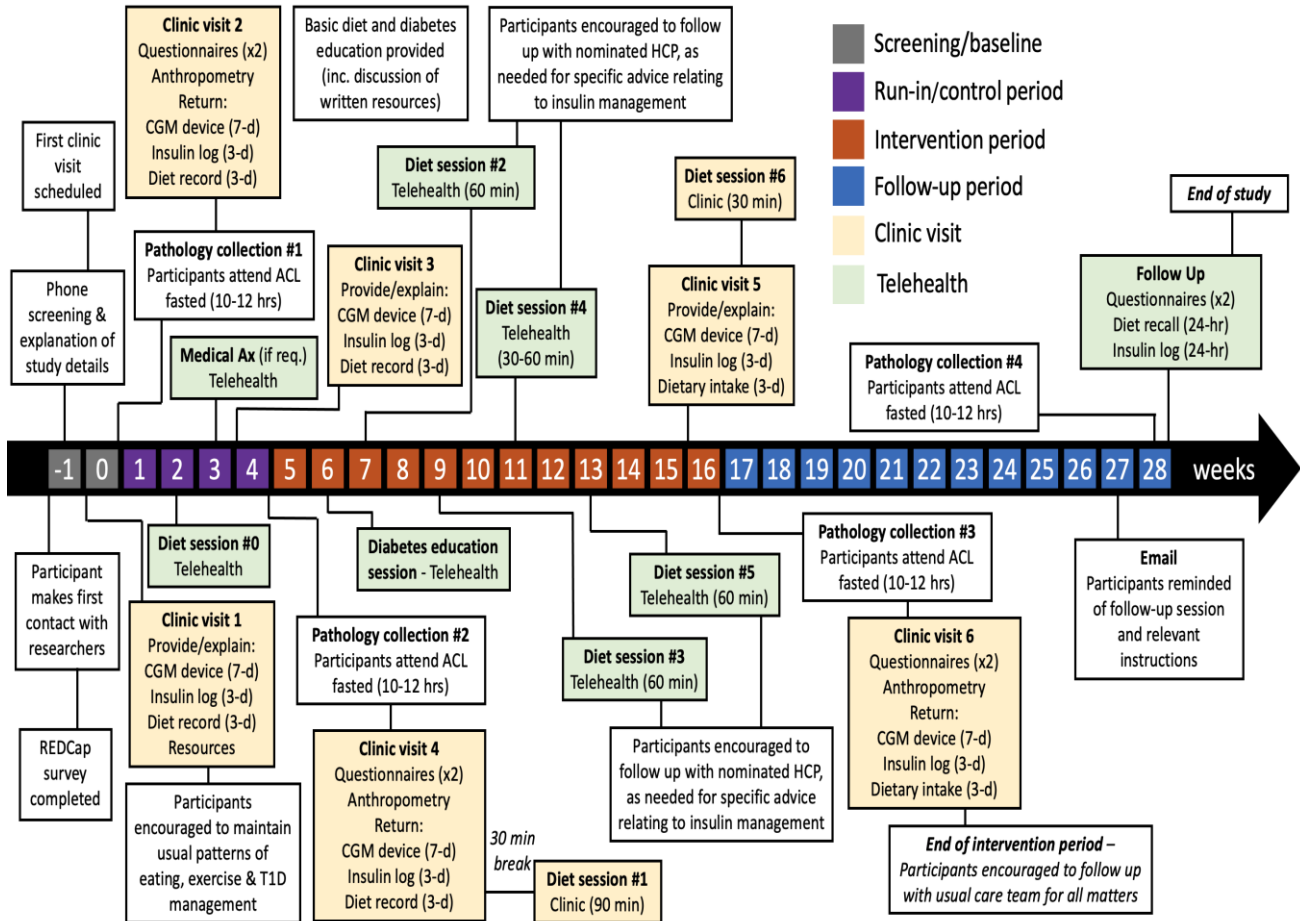 Clinic visit 2
Questionnaires (x2)
Anthropometry
Return:
CGM device (7-d)
Insulin log (3-d)
Diet record (3-d)
Basic diet and diabetes
education provided
(inc. discussion of
written resources)
Participants encouraged to follow
up with nominated HCP, as
needed for specific advice relating
to insulin management
Screening/baseline
Run-in/control period
Intervention period
Follow-up period
Clinic visit
Telehealth
First clinic
visit
scheduled
Phone
screening &
explanation of
study details
Pathology collection #1
Participants attend ACL
fasted (10-12 hrs)
Medical Ax (if req.)
Telehealth
Clinic visit 3
Provide/explain:
CGM device (7-d)
Insulin log (3-d)
Diet record (3-d)
Diet session #2
Telehealth (60 min)
Diet session #4
Telehealth
(30-60 min)
Diet session #6
Clinic (30 min)
Clinic visit 5
Provide/explain:
CGM device (7-d)
Insulin log (3-d)
Dietary intake (3-d)
Pathology collection #4
Participants attend ACL
fasted (10-12 hrs)
End of study
Follow Up
Questionnaires (x2)
Diet recall (24-hr)
Insulin log (24-hr)
-1 0 1 2 3 4 5 6 7 8 9 10 11 12 13 14 15 16 17 18 19 20 21 22 23 24 25 26 27 28 weeks
Participant
makes first
contact with
researchers
REDCap
survey
completed
Diet session #0
Telehealth
Clinic visit 1
Provide/explain:
CGM device (7-d)
Insulin log (3-d)
Diet record (3-d)
Resources
Participants
encouraged to maintain
usual patterns of
eating, exercise & T1D
management
Diabetes education
session - Telehealth
Pathology collection #2
Participants attend ACL
fasted (10-12 hrs)
Clinic visit 4
Questionnaires (x2)
Anthropometry
Return:
CGM device (7-d)
Insulin log (3-d)
Diet record (3-d)
30 min
break
Diet session #1
Clinic (90 min)
Diet session #3
Telehealth (60 min)
Diet session #5
Telehealth (60 min)
Participants encouraged to
follow up with nominated HCP,
as needed for specific advice
relating to insulin management
Pathology collection #3
Participants attend ACL
fasted (10-12 hrs)
Clinic visit 6
Questionnaires (x2)
Anthropometry
Return:
CGM device (7-d)
Insulin log (3-d)
Dietary intake (3-d)
End of intervention period –
Participants encouraged to follow up
with usual care team for all matters
Email
Participants reminded
of follow-up session
and relevant
instructions